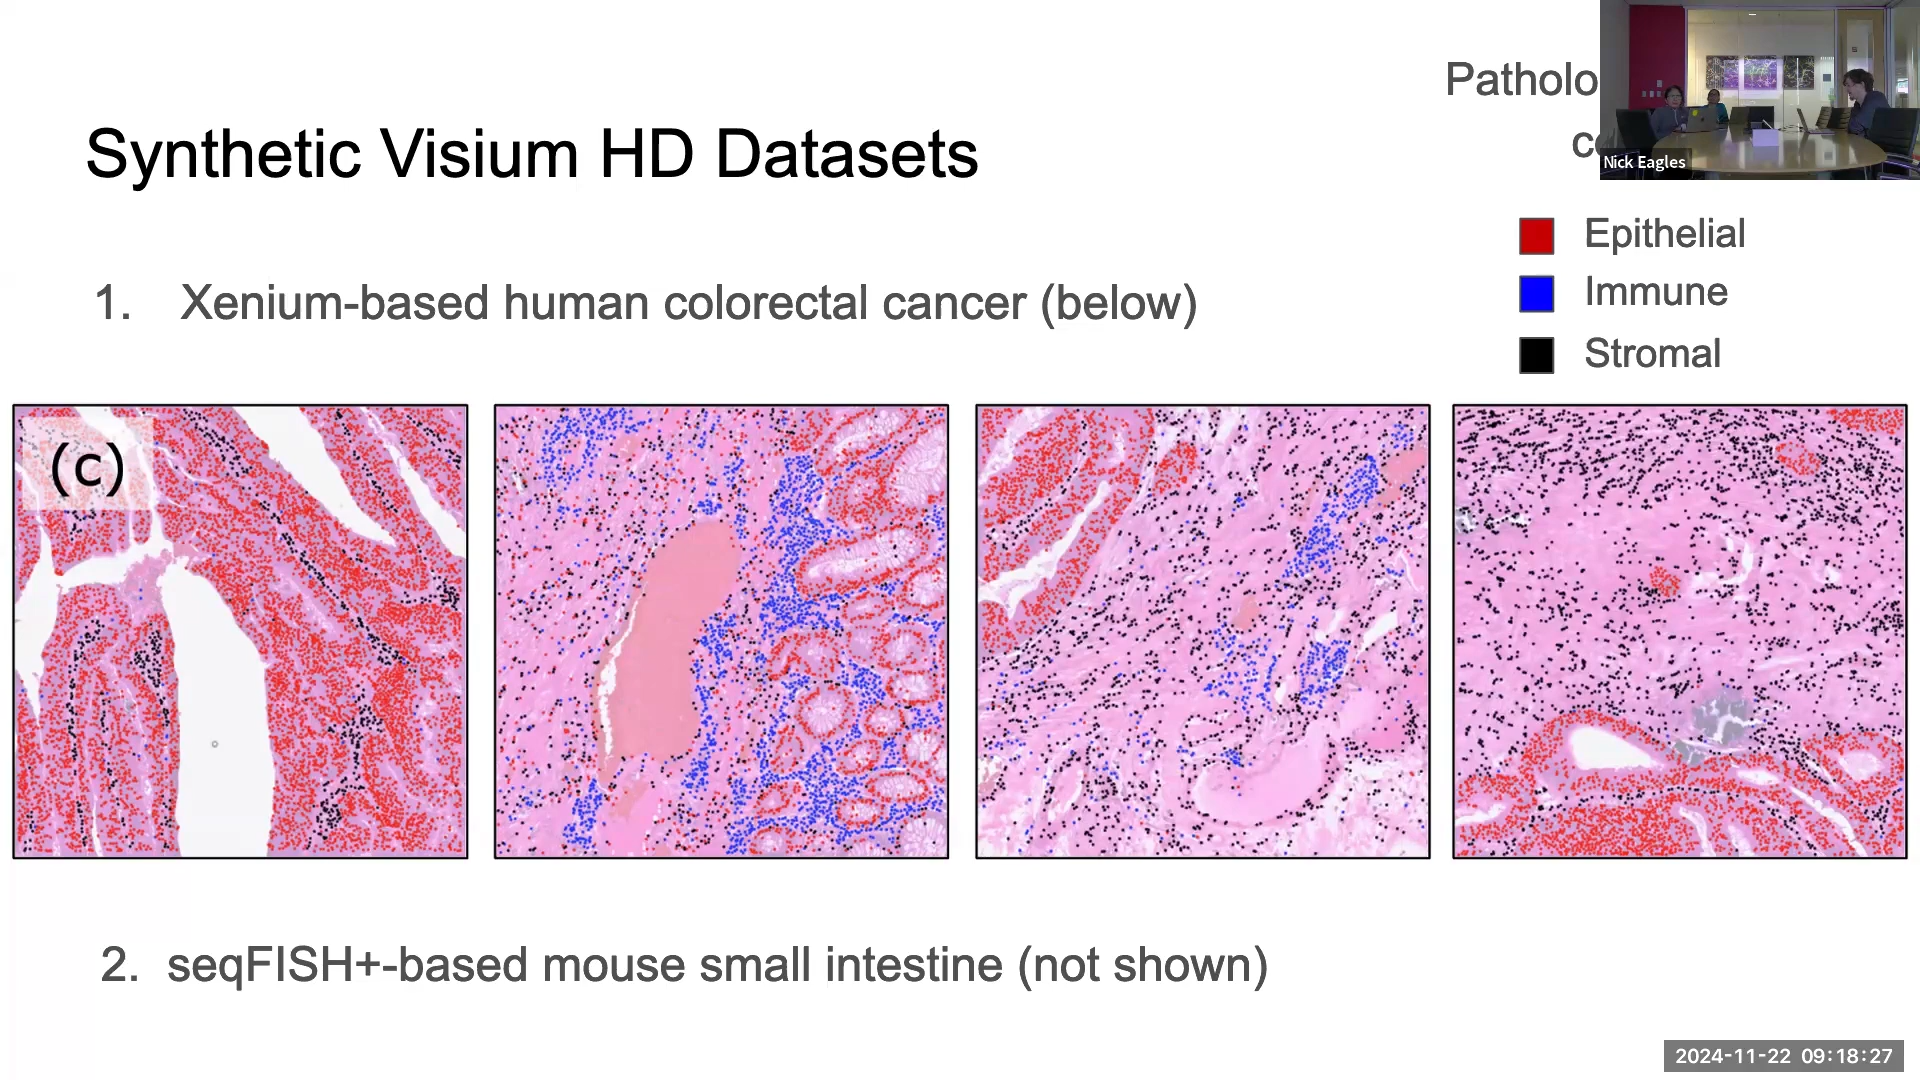 Patholo
Synthetic Visium HD Datasets
Nick Eagles
1. Xenium-based human colorectal cancer (below)
Epithelial
Immune
Stromal
(c)
2. seqFISH+-based mouse small intestine (not shown)
2024-11-22 09:18:27